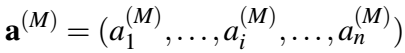 𝐚^{(M)} = (a_1^{(M)}, …, a_i^{(M)}, …, a_n^{(M)})